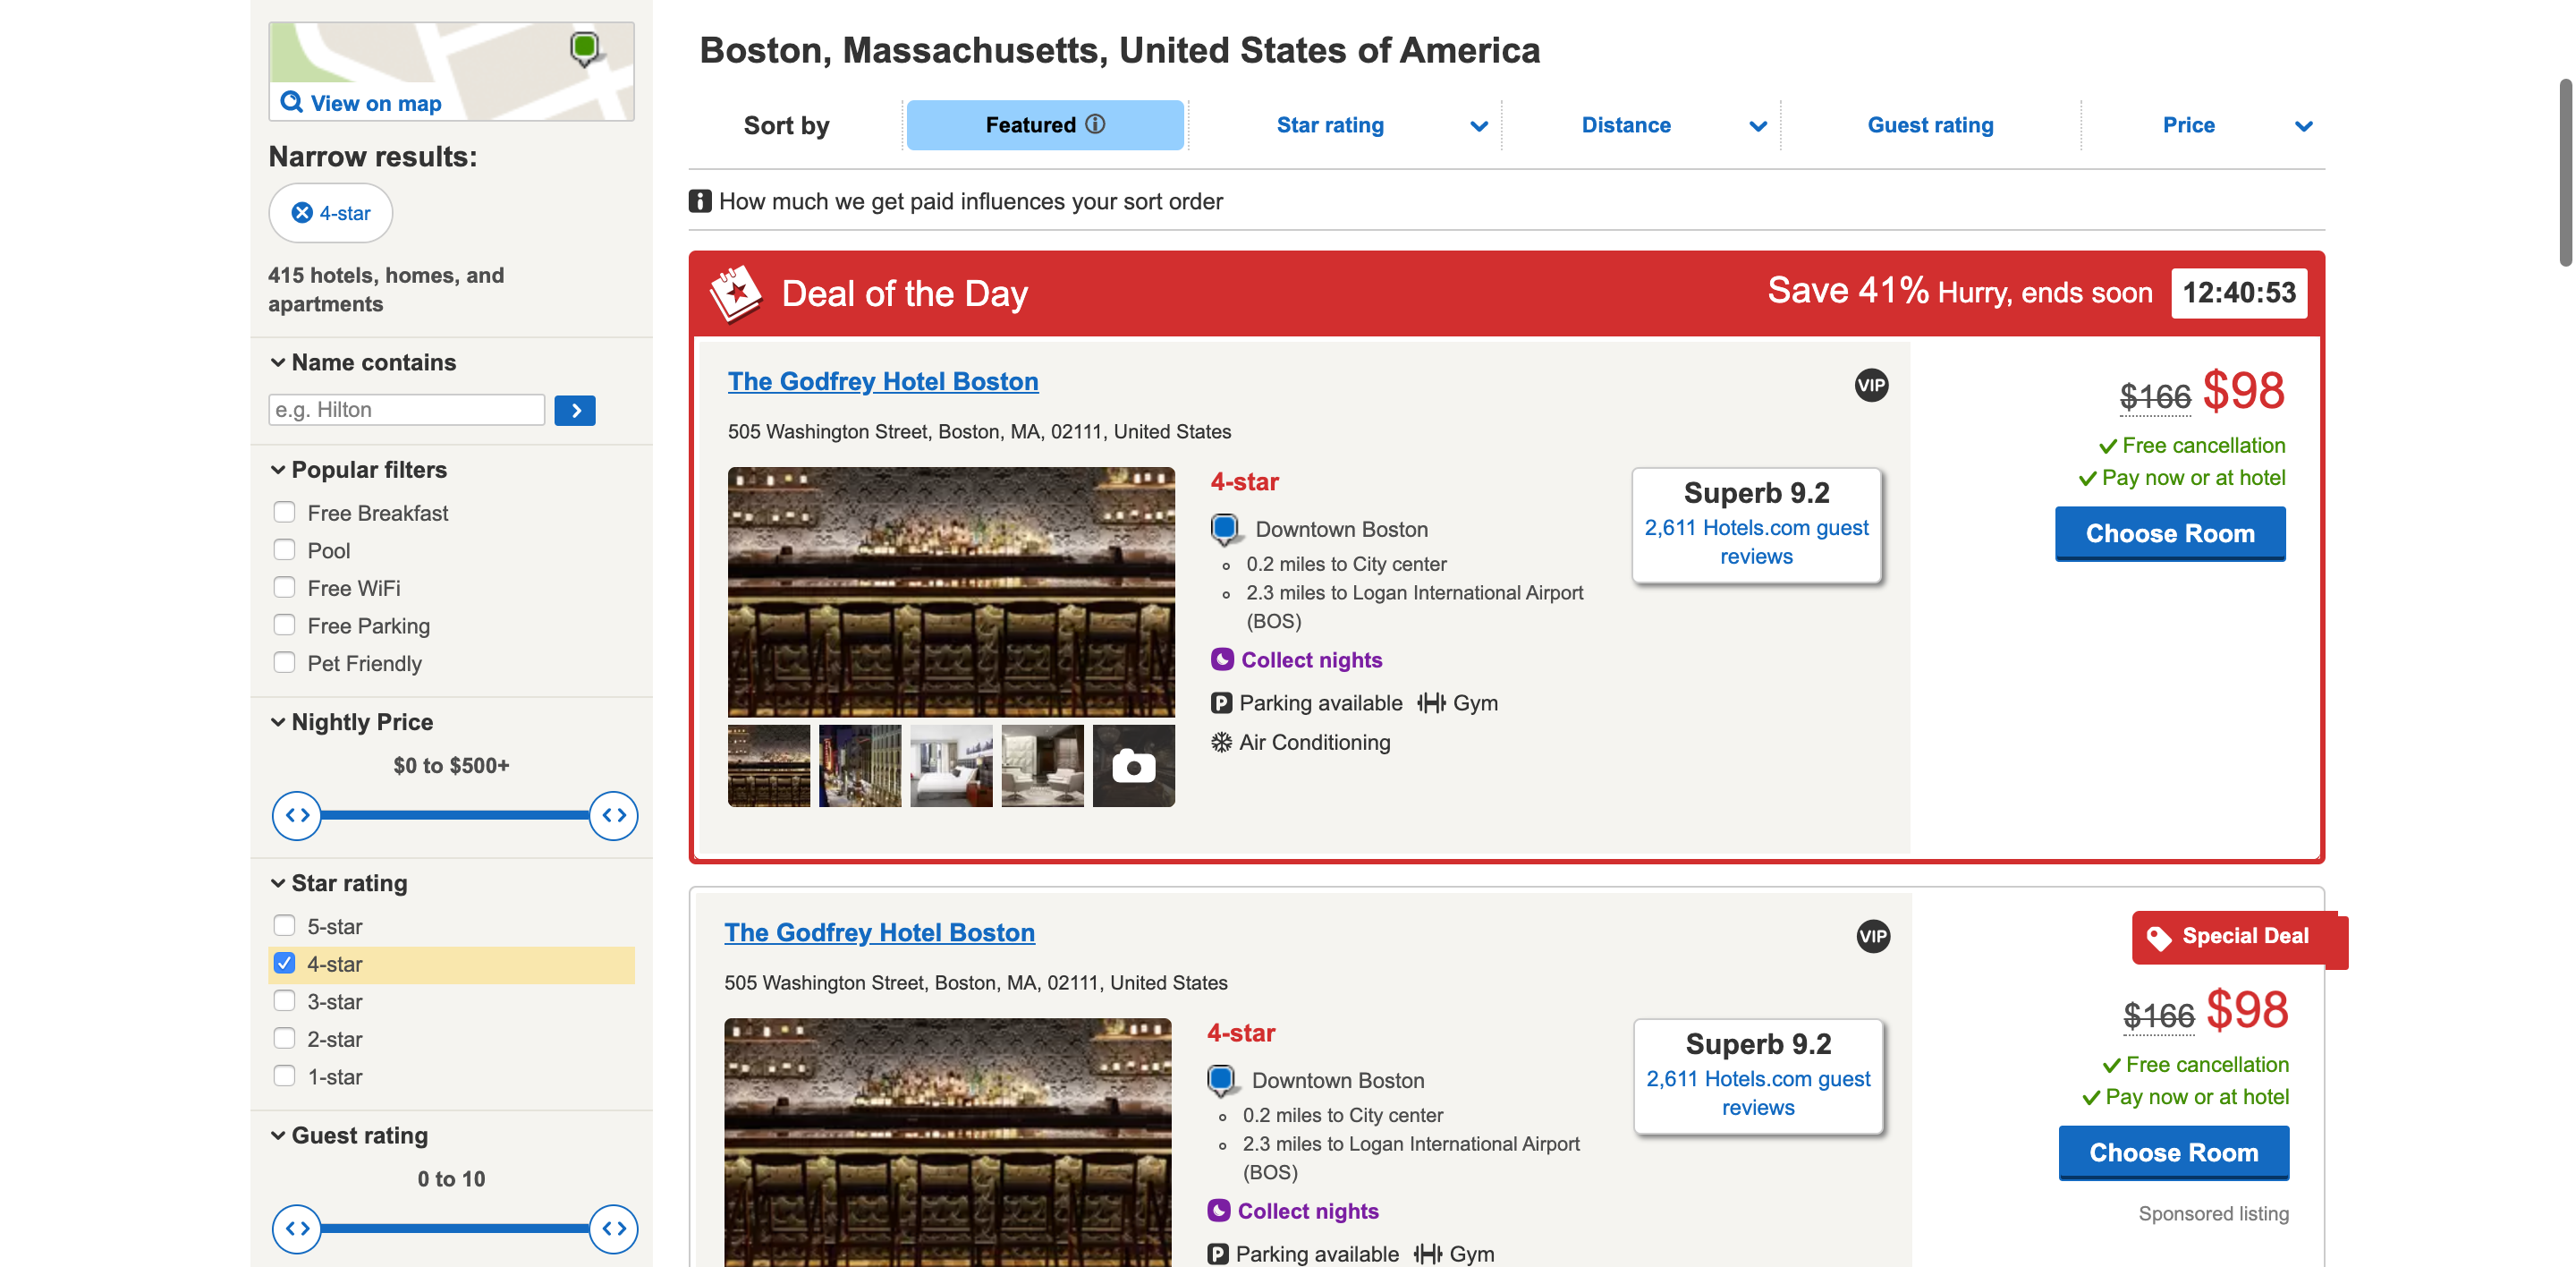 View on map
Narrow results:
4-star
415 hotels, homes, and
apartments
Name contains
e.g. Hilton
Popular filters
Free Breakfast
Pool
Free WiFi
Free Parking
Pet Friendly
Nightly Price
$0 to $500+
Star rating
5-star
4-star
3-star
2-star
1-star
Guest rating
0 to 10
Boston, Massachusetts, United States of America
Sort by
Featured
Star rating
Distance
Guest rating
Price
How much we get paid influences your sort order
Deal of the Day
Save 41% Hurry, ends soon 12:40:53
The Godfrey Hotel Boston
VIP
505 Washington Street, Boston, MA, 02111, United States
4-star
Downtown Boston
0.2 miles to City center
2.3 miles to Logan International Airport
(BOS)
Collect nights
P Parking available Gym
Air Conditioning
Superb 9.2
2,611 Hotels.com guest
reviews
$166 $98
Free cancellation
Pay now or at hotel
Choose Room
The Godfrey Hotel Boston
VIP
505 Washington Street, Boston, MA, 02111, United States
4-star
Downtown Boston
0.2 miles to City center
2.3 miles to Logan International Airport
(BOS)
Collect nights
P Parking available Gym
Superb 9.2
2,611 Hotels.com guest
reviews
Special Deal
$166 $98
Free cancellation
Pay now or at hotel
Choose Room
Sponsored listing